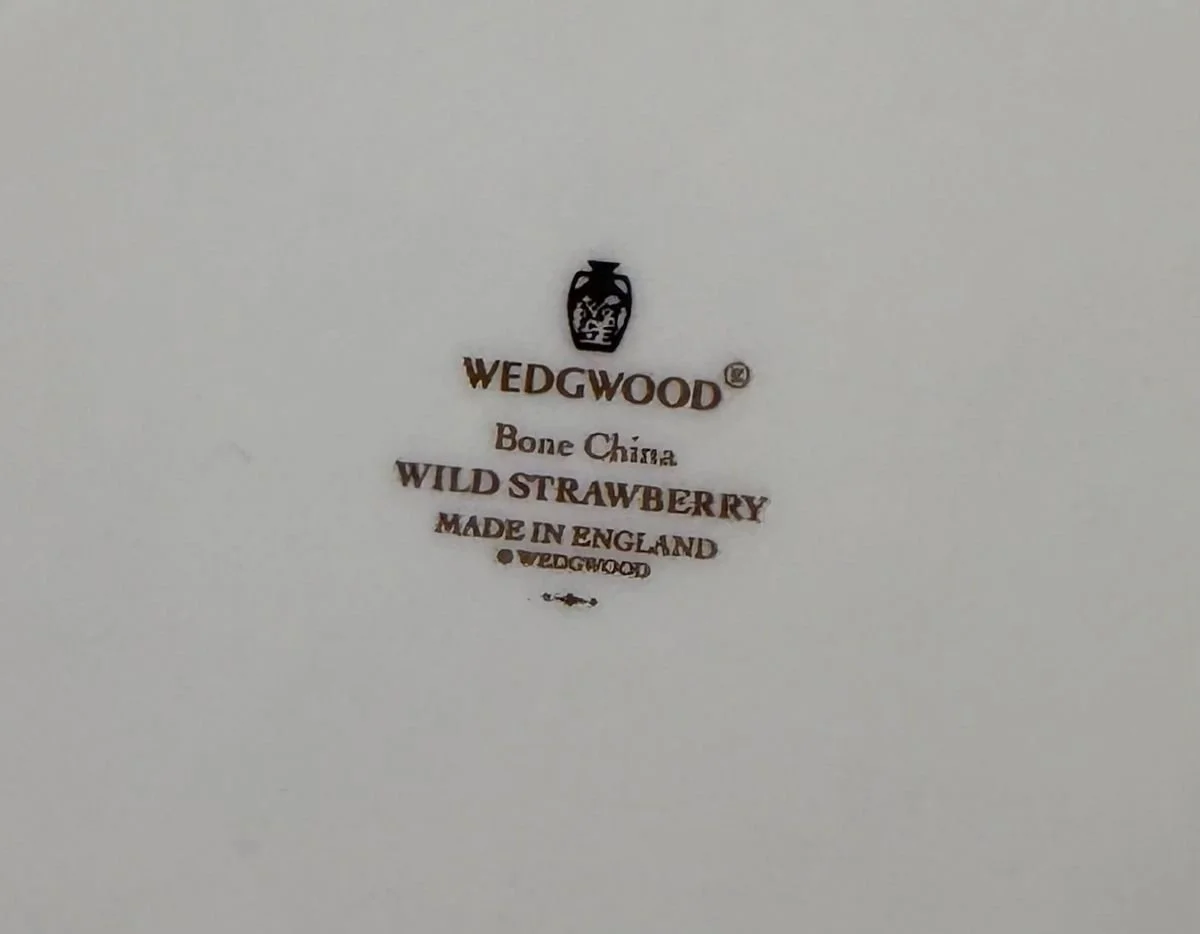 WEDGWOOD®
Bone China
WILD STRAWBERRY
MADE IN ENGLAND
© WEDGWOOD